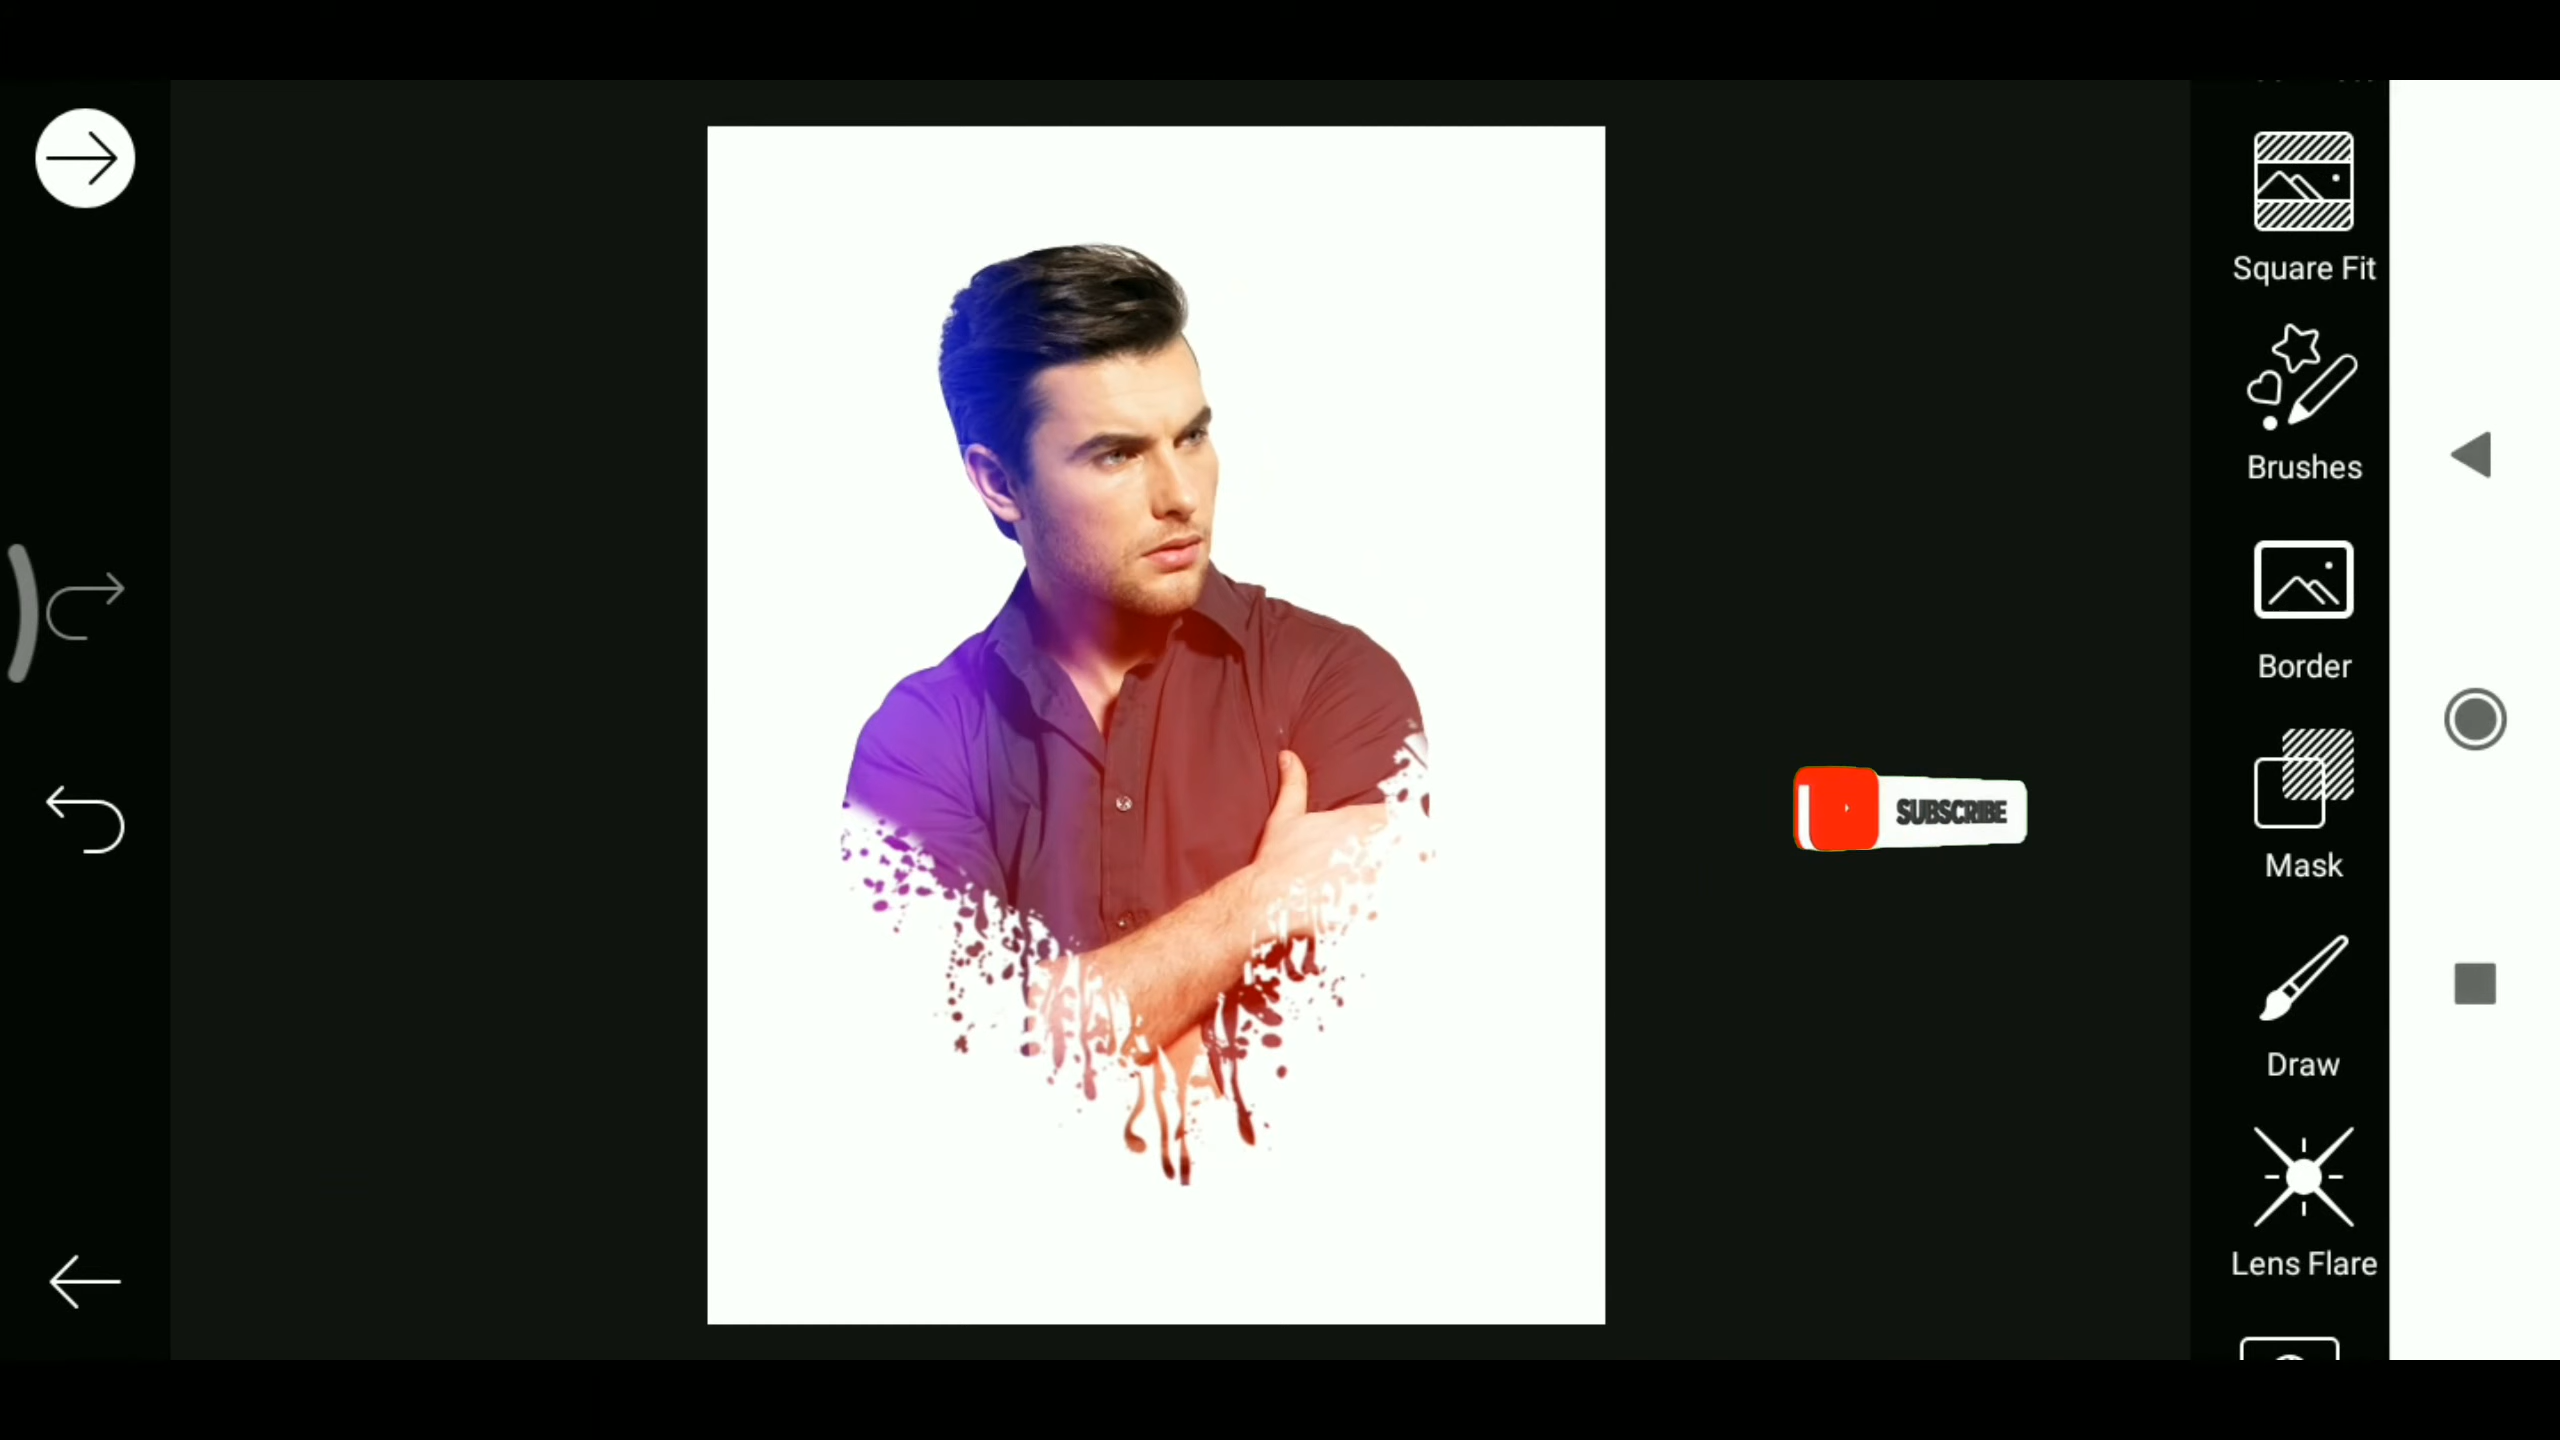 Square Fit
Brushes
Border
SUBSCRIBE
Mask
Draw
Lens Flare